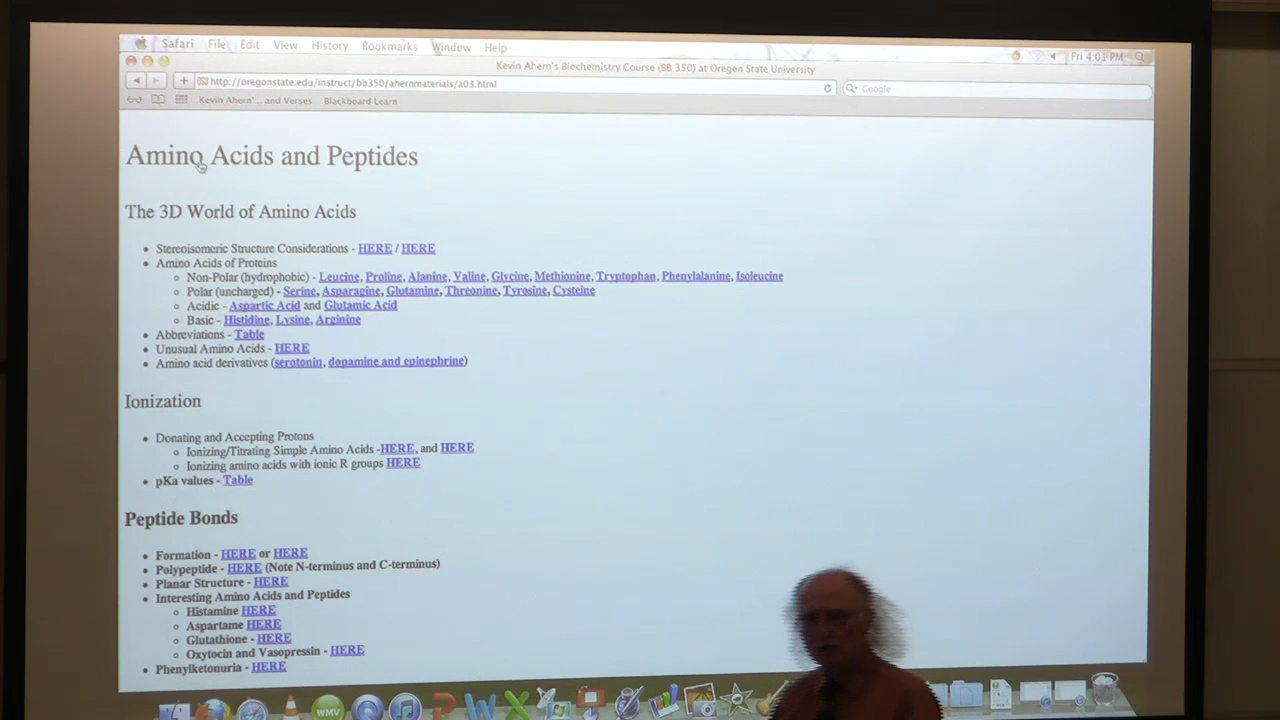 Safari File Edit View History Bookmarks Window Help Fri 4:01 PM
Kevin Ahern's Biochemistry Course (BB 350) at Oregon State University
http://oregonstate.edu/instruct/bb350/ahernmaterials/a03.html Google
Kevin Ahern'... and Verses Blackboard Learn
Amino Acids and Peptides
The 3D World of Amino Acids
Stereoisomeric Structure Considerations - HERE / HERE
Amino Acids of Proteins
Non-Polar (hydrophobic) - Leucine, Proline, Alanine, Valine, Glycine, Methionine, Tryptophan, Phenylalanine, Isoleucine
Polar (uncharged) - Serine, Asparagine, Glutamine, Threonine, Tyrosine, Cysteine
Acidic - Aspartic Acid and Glutamic Acid
Basic - Histidine, Lysine, Arginine
Abbreviations - Table
Unusual Amino Acids - HERE
Amino acid derivatives (serotonin, dopamine and epinephrine)
Ionization
Donating and Accepting Protons
Ionizing/Titrating Simple Amino Acids -HERE, and HERE
Ionizing amino acids with ionic R groups HERE
pKa values - Table
Peptide Bonds
Formation - HERE or HERE
Polypeptide - HERE (Note N-terminus and C-terminus)
Planar Structure - HERE
Interesting Amino Acids and Peptides
Histamine HERE
Aspartame HERE
Glutathione - HERE
Oxytocin and Vasopressin - HERE
Phenylketonuria - HERE
WMV